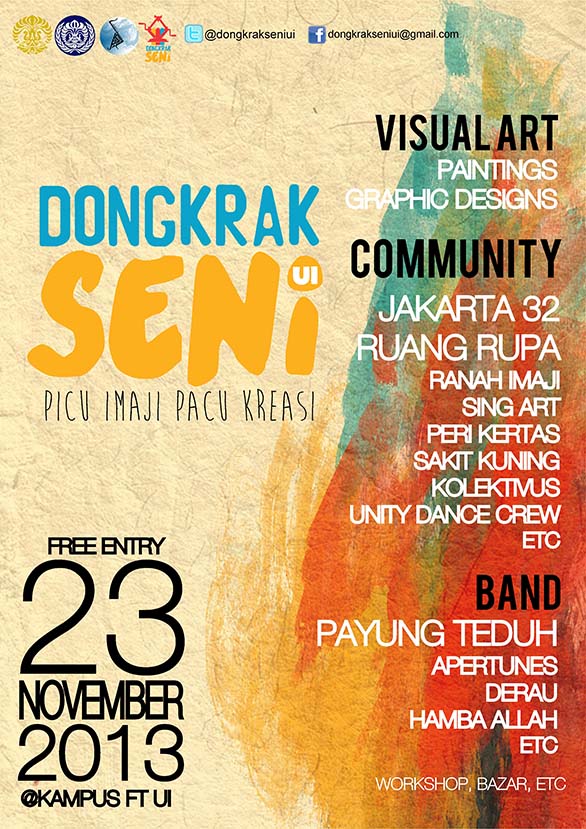 @dongkrakseniui
dongkrakseniui@gmail.com
DONGKRAK
SENI
DONGKRAK
SENI
UI
PICU IMAJI PACU KREASI
VISUAL ART
PAINTINGS
GRAPHIC DESIGNS
COMMUNITY
JAKARTA 32
RUANG RUPA
RANAH IMAJI
SING ART
PERI KERTAS
SAKIT KUNING
KOLEKTIVUS
UNITY DANCE CREW
ETC
BAND
PAYUNG TEDUH
APERTUNES
DERAU
HAMBA ALLAH
ETC
WORKSHOP, BAZAR, ETC
FREE ENTRY
23
NOVEMBER
2013
@KAMPUS FT UI